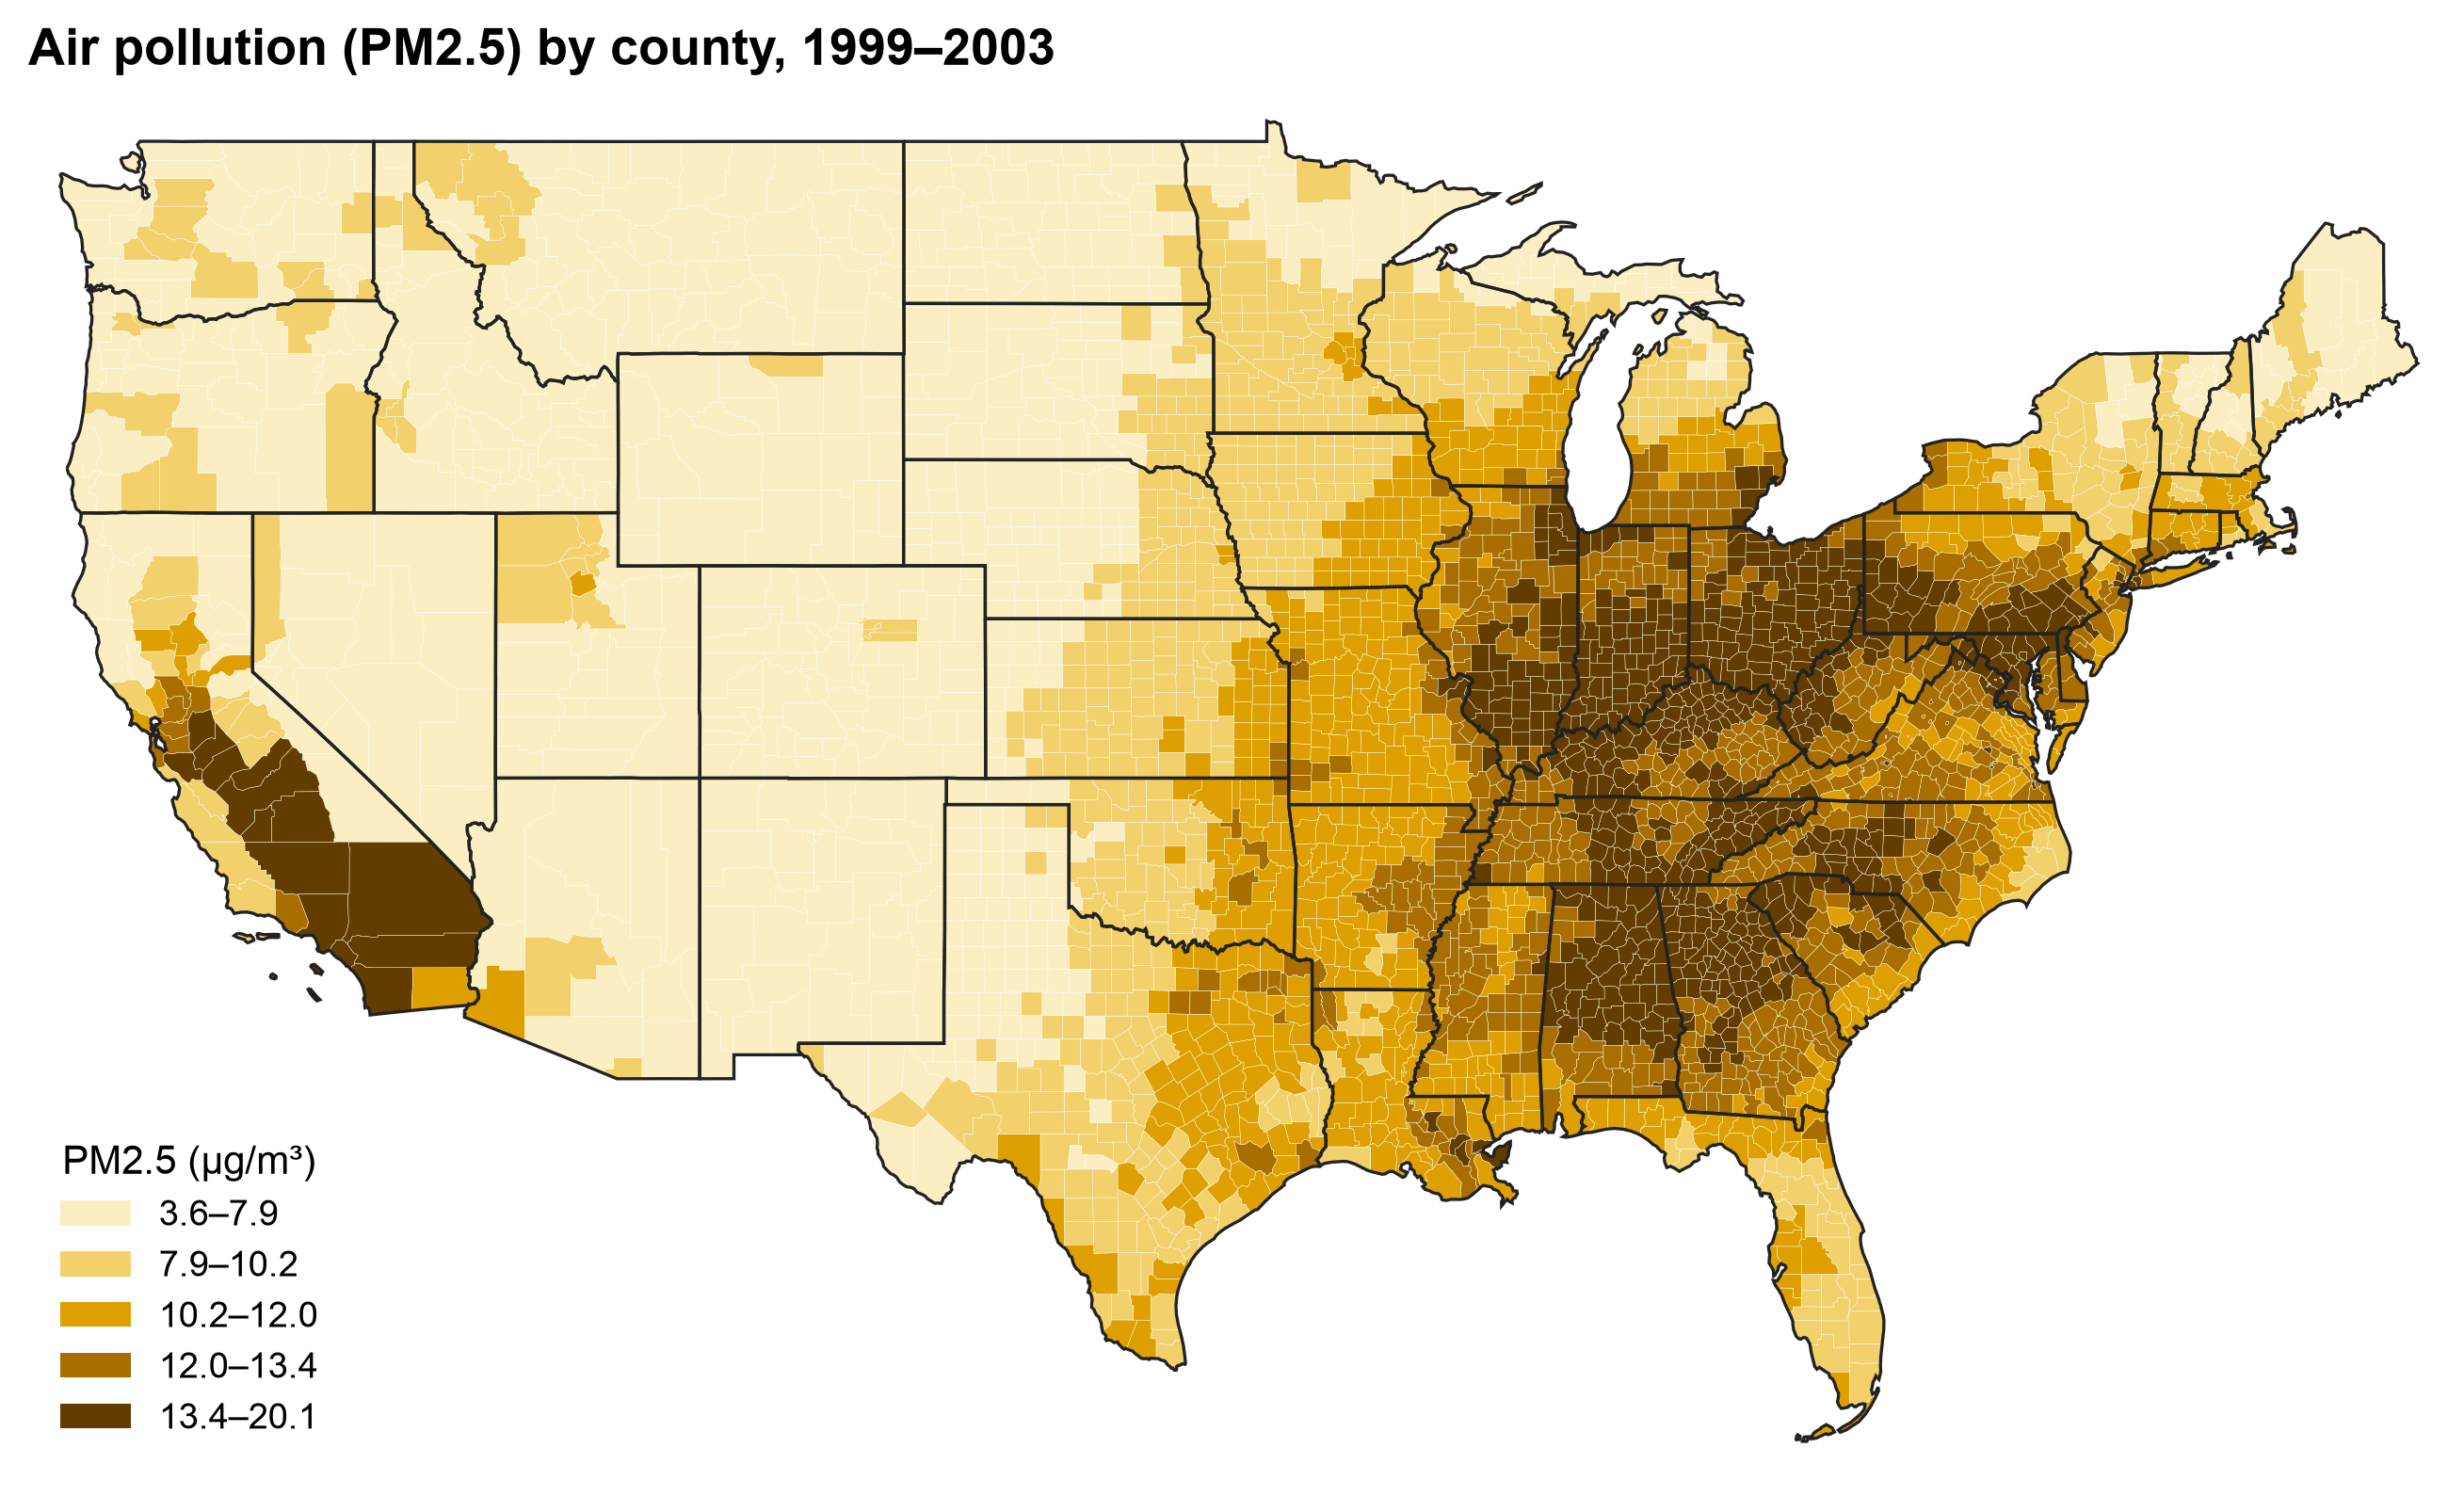 Air pollution (PM2.5) by county, 1999–2003
PM2.5 (μg/m³)
3.6–7.9
7.9–10.2
10.2–12.0
12.0–13.4
13.4–20.1